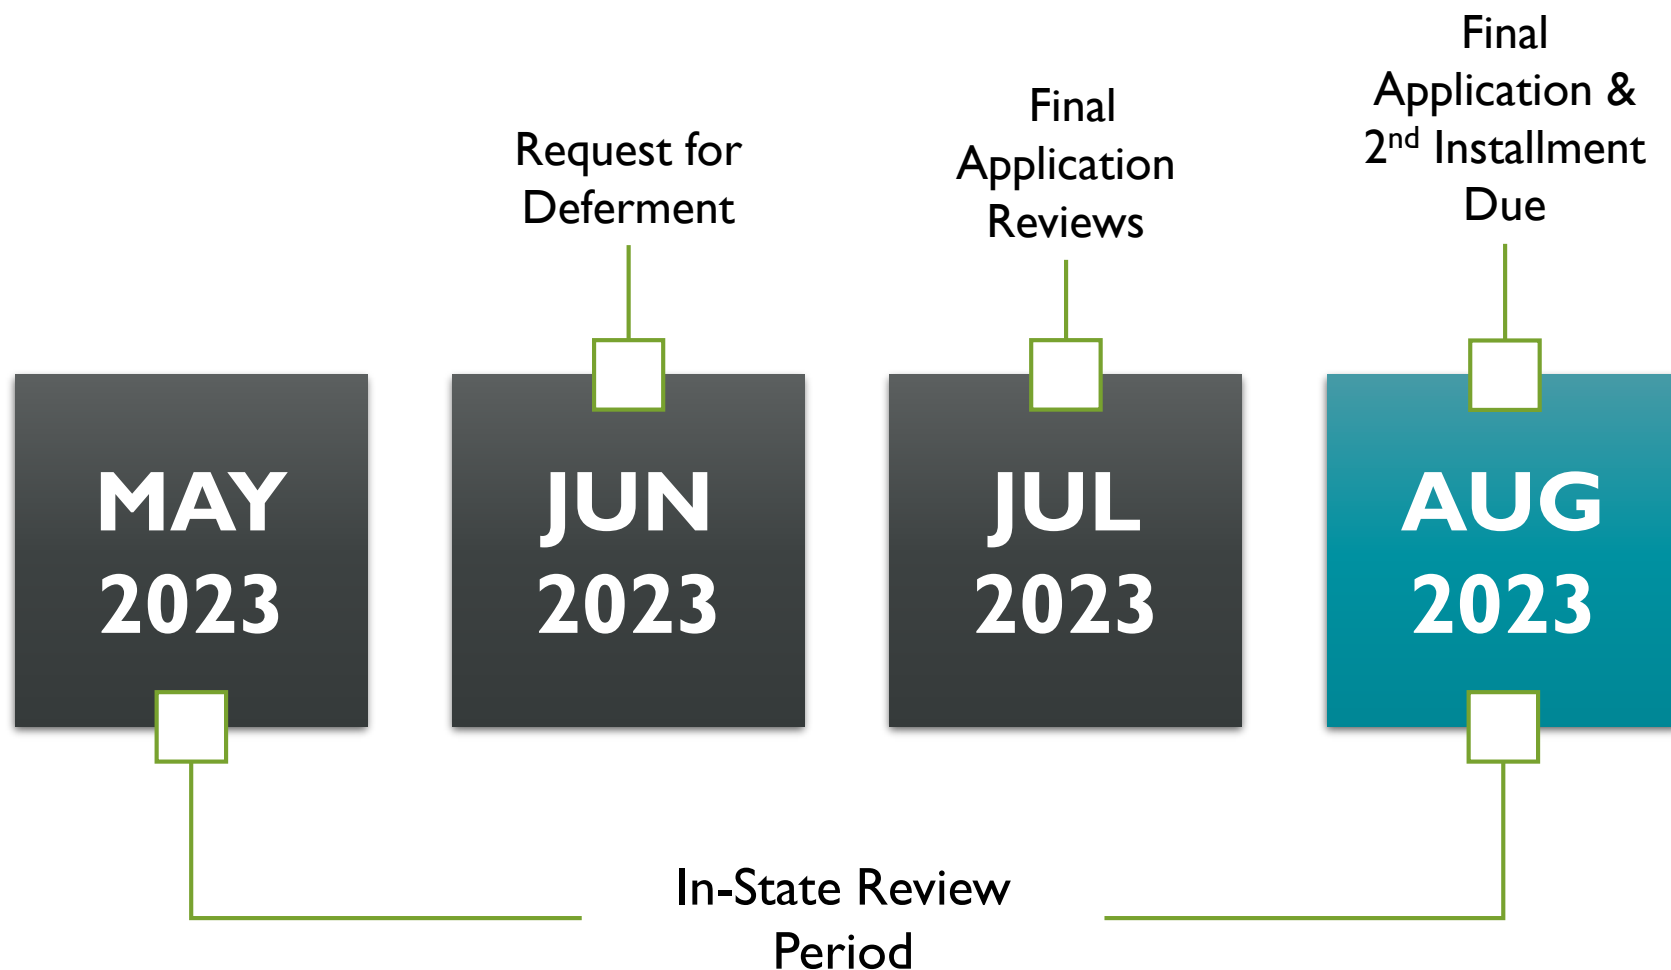 Request for
Deferment
Final
Application
Reviews
Final
Application &
2nd Installment
Due
MAY
2023
JUN
2023
JUL
2023
AUG
2023
In-State Review
Period